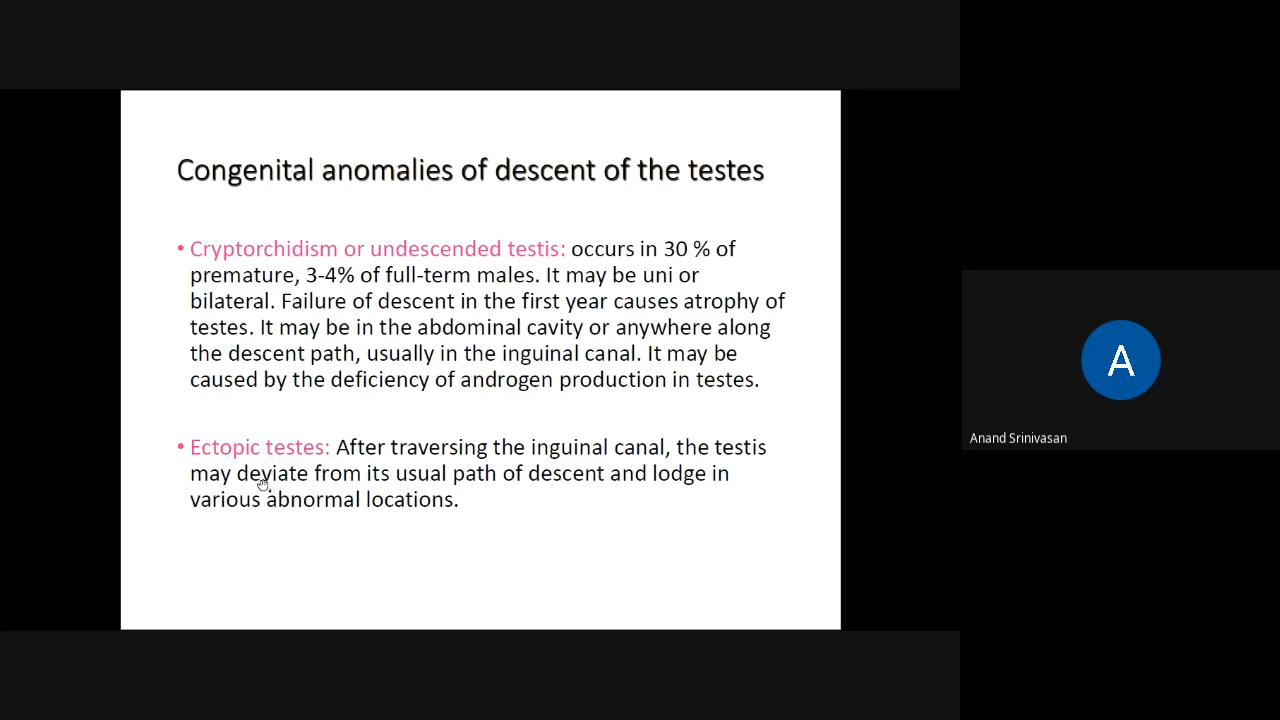 Congenital anomalies of descent of the testes
• Cryptorchidism or undescended testis: occurs in 30 % of
premature, 3-4% of full-term males. It may be uni or
bilateral. Failure of descent in the first year causes atrophy of
testes. It may be in the abdominal cavity or anywhere along
the descent path, usually in the inguinal canal. It may be
caused by the deficiency of androgen production in testes.
• Ectopic testes: After traversing the inguinal canal, the testis
may deviate from its usual path of descent and lodge in
various abnormal locations.
A
Anand Srinivasan